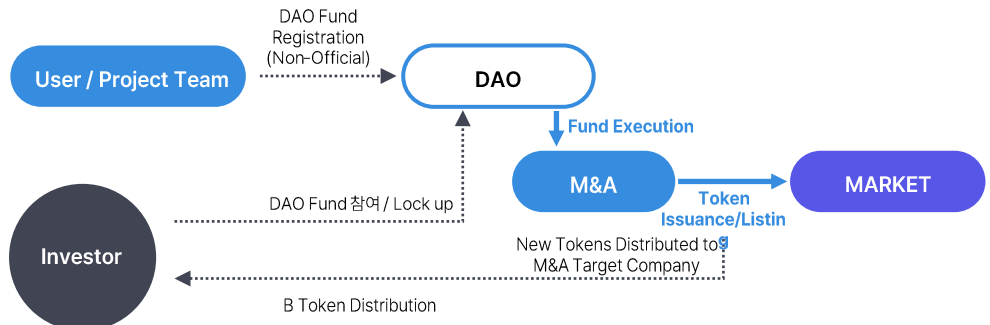 DAO Fund
Registration
(Non-Official)
User / Project Team
DAO
Fund Execution
M&A
MARKET
Token
Issuance/Listin
g
DAO Fund 참여 / Lock up
New Tokens Distributed to
M&A Target Company
Investor
B Token Distribution